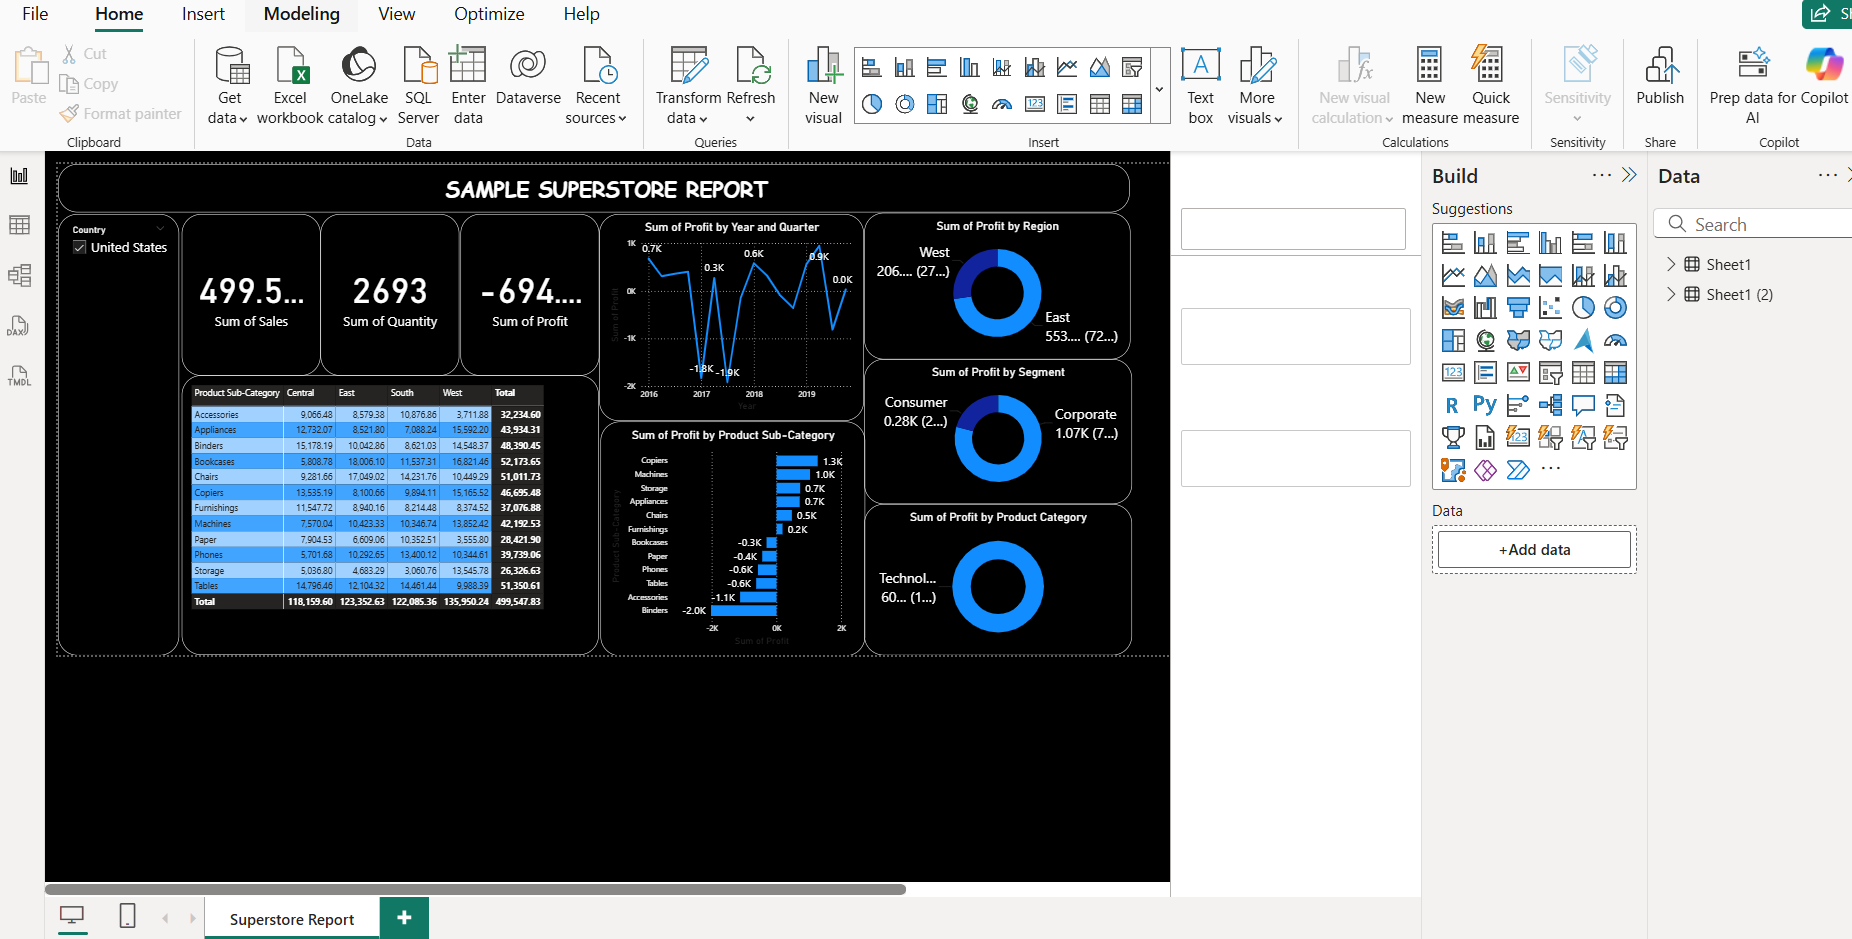 File Home Insert Modeling View Optimize Help
Sh
Paste
Cut
Copy
Format painter
Clipboard
Get data
Excel workbook
OneLake catalog
SQL Server
Enter data
Dataverse
Recent sources
Data
Transform data
Refresh
Queries
New visual
Insert
Text box
More visuals
New visual calculation
New measure
Quick measure
Calculations
Sensitivity
Sensitivity
Publish
Share
Prep data for AI
Copilot
Copilot
DAX
TMDL
SAMPLE SUPERSTORE REPORT
Country
United States
499.5...
Sum of Sales
2693
Sum of Quantity
-694....
Sum of Profit
Product Sub-Category Central East South West Total
Accessories 9,066.48 8,579.38 10,876.86 3,711.88 32,234.60
Appliances 12,732.07 8,521.80 7,088.24 15,592.20 43,934.31
Binders 15,178.19 10,042.86 8,621.03 14,548.37 48,390.45
Bookcases 5,808.78 18,006.10 11,537.31 16,821.46 52,173.65
Chairs 9,281.66 17,049.02 14,231.76 10,449.29 51,011.73
Copiers 13,535.19 8,100.66 9,894.11 15,165.52 46,695.48
Furnishings 11,547.72 8,940.16 8,214.48 8,374.52 37,076.88
Machines 7,570.04 10,423.33 10,346.74 13,852.42 42,192.53
Paper 7,904.53 6,609.06 10,352.51 3,555.80 28,421.90
Phones 5,701.68 10,292.65 13,400.12 10,344.61 39,739.06
Storage 5,036.80 4,683.29 3,060.76 13,545.78 26,326.63
Tables 14,796.46 12,104.32 14,461.44 9,988.39 51,350.61
Total 118,159.60 123,352.63 122,085.36 135,950.24 499,547.83
Sum of Profit by Year and Quarter
Sum of Profit
1K
0K
-1K
-2K
0.7K
-1.8K
0.3K
-1.9K
0.6K
0.9K
0.0K
2016 2017 2018 2019
Year
Sum of Profit by Product Sub-Category
Product Sub-Category
Copiers 1.3K
Machines 1.0K
Storage 0.7K
Appliances 0.7K
Chairs 0.5K
Furnishings 0.2K
Bookcases -0.3K
Paper -0.4K
Phones -0.6K
Tables -0.6K
Accessories -1.1K
Binders -2.0K
-2K 0K 2K
Sum of Profit
Sum of Profit by Region
West
206.... (27...)
East
553.... (72...)
Sum of Profit by Segment
Consumer
0.28K (2...)
Corporate
1.07K (7...)
Sum of Profit by Product Category
Technol...
60... (1...)
Build
Suggestions
123
R Py
123
Data
+Add data
Data
Search
Sheet1
Sheet1 (2)
Superstore Report
+